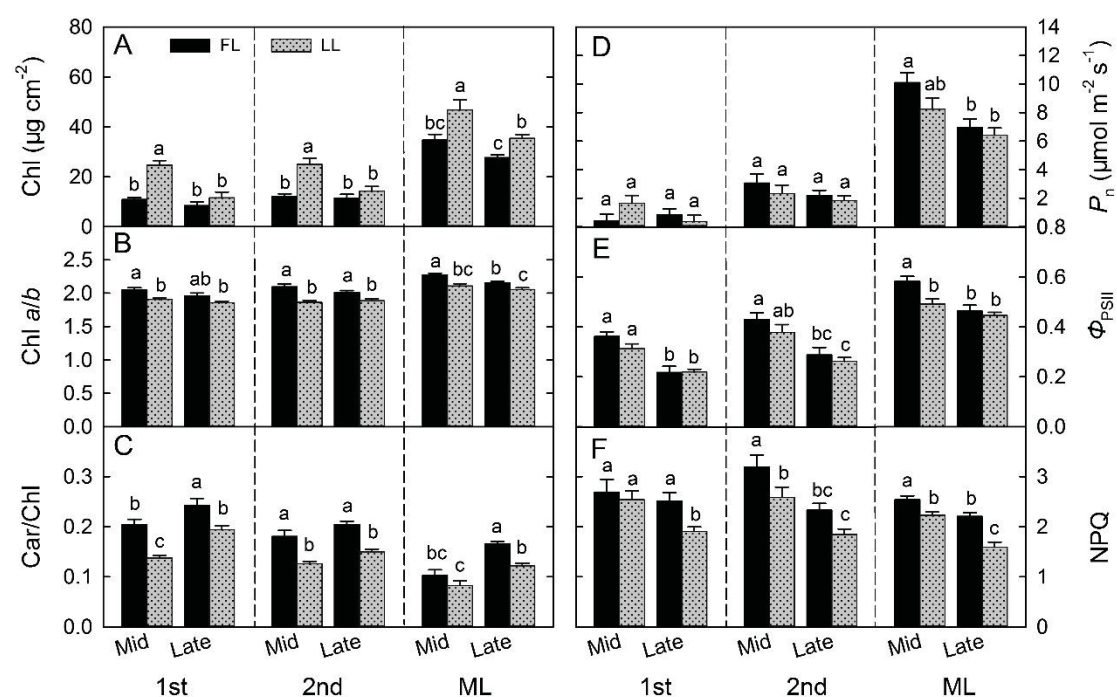 A FL LL
Chl (µg cm⁻²)
80
60
40
20
0
a
b
b
b
a
b
b
b
bc
a
c
b
B
Chl a/b
2.5
2.0
1.5
1.0
0.5
0.0
a
b
ab
b
a
b
a
b
a
bc
b
c
C
Car/Chl
0.3
0.2
0.1
0.0
b
c
a
b
a
b
a
b
bc
c
a
b
Mid Late Mid Late Mid Late
1st 2nd ML
D
Pn (µmol m⁻² s⁻¹)
14
12
10
8
6
4
2
a
a
a
a
a
a
a
a
a
ab
b
b
E
ΦPSII
0.8
0.6
0.4
0.2
0.0
a
a
b
b
a
ab
bc
c
a
b
b
b
F
NPQ
3
2
1
0
a
a
a
b
a
b
bc
c
a
b
b
c
Mid Late Mid Late Mid Late
1st 2nd ML